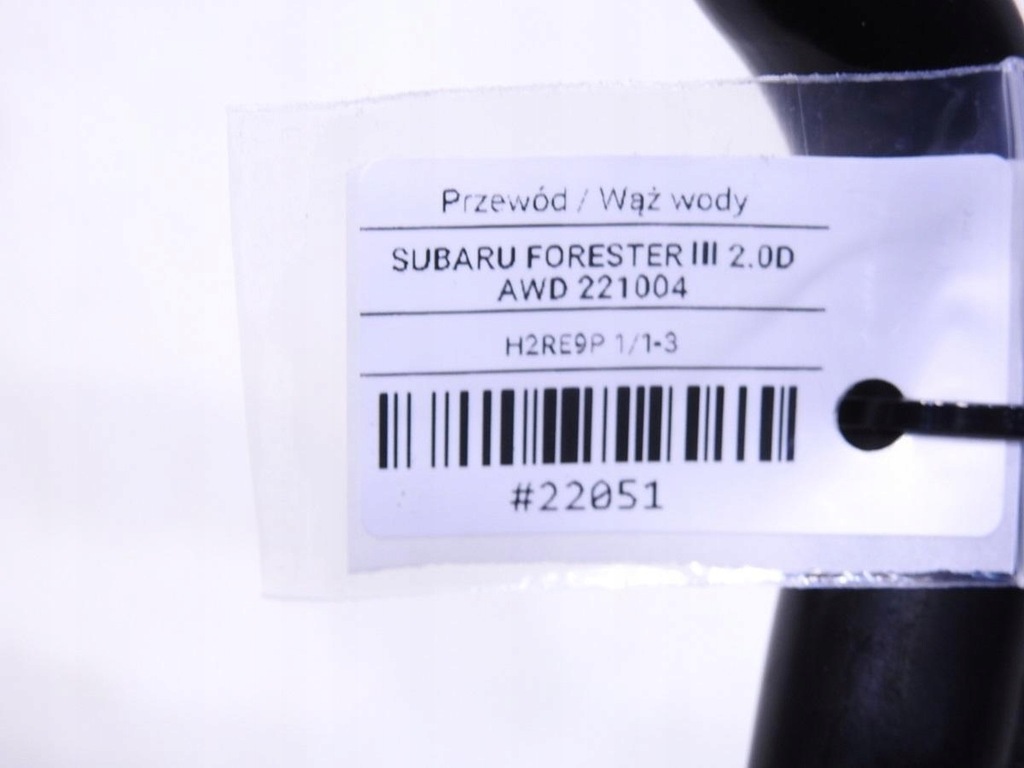 Przewód / Wąż wody
SUBARU FORESTER III 2.0D
AWD 221004
H2RE9P 1/1-3
#22051